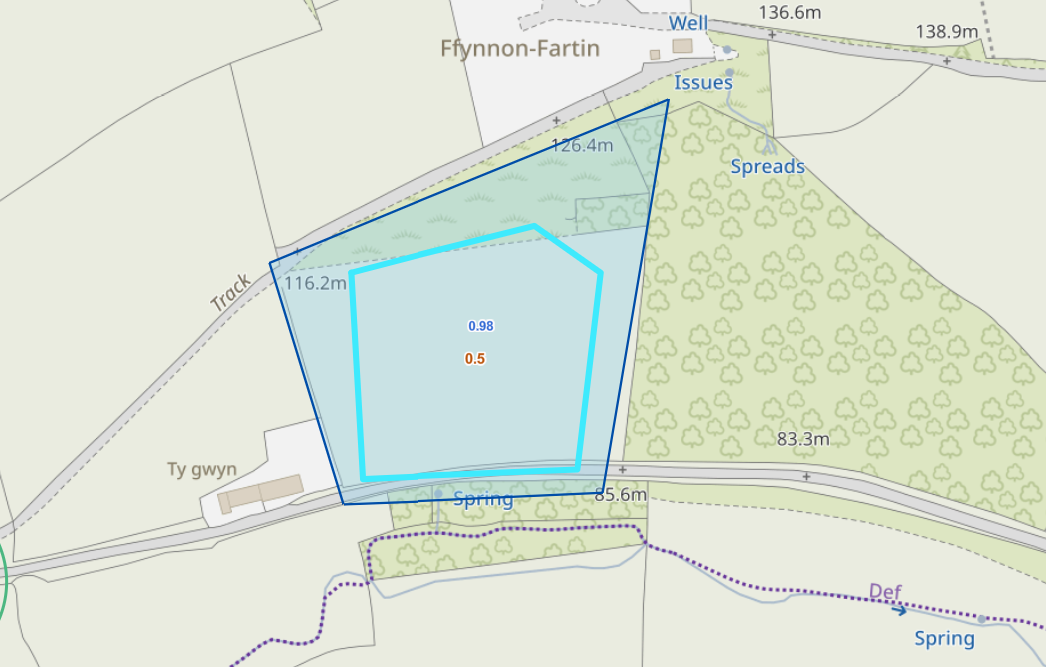 136.6m
Well
138.9m
Ffynnon-Fartin
Issues
126.4m
Spreads
Track
116.2m
0.98
0.5
83.3m
Ty gwyn
Spring
85.6m
Def
Spring